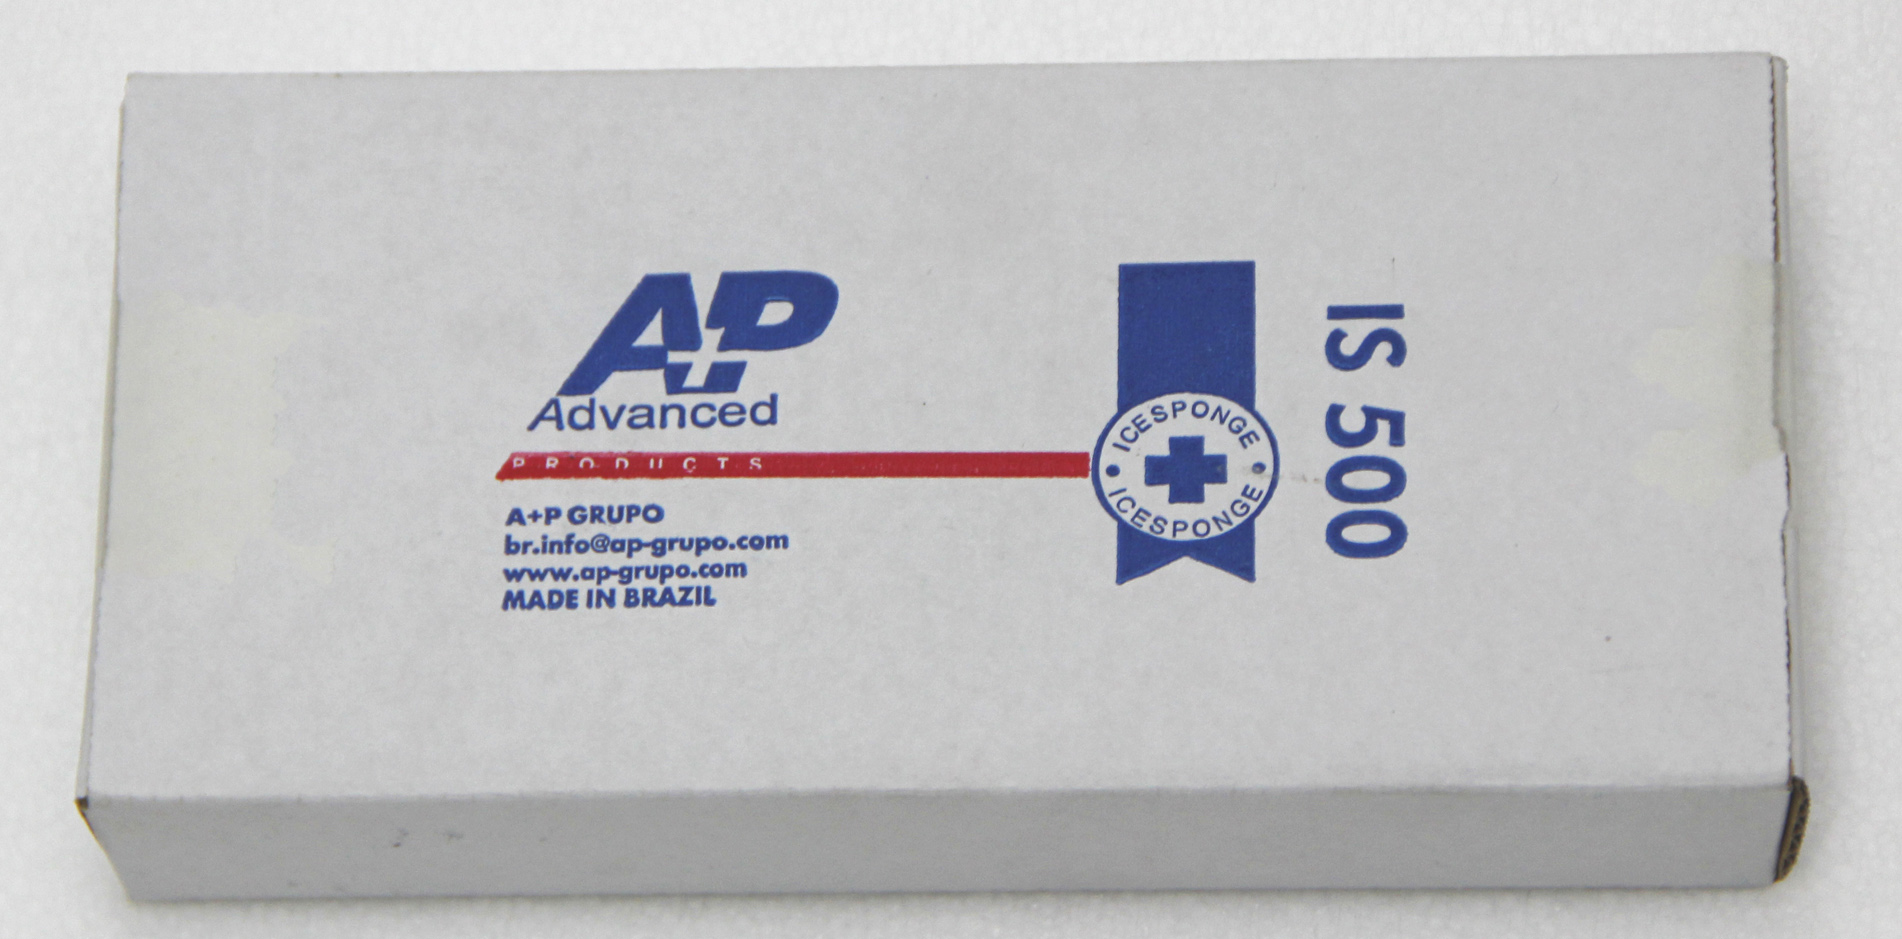 A+P
Advanced
PRODUCTS
A+P GRUPO
br.info@ap-grupo.com
www.ap-grupo.com
MADE IN BRAZIL
ICESPONGE
ICESPONGE
IS 500